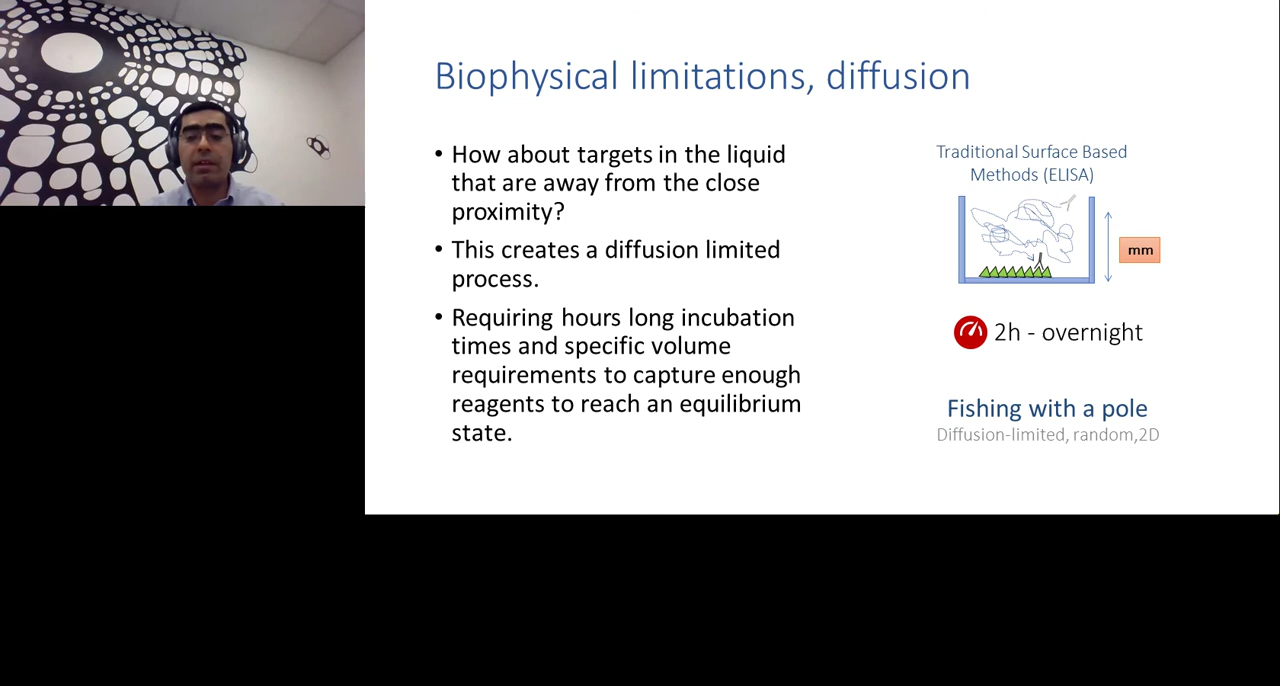 Biophysical limitations, diffusion
• How about targets in the liquid
that are away from the close
proximity?
• This creates a diffusion limited
process.
• Requiring hours long incubation
times and specific volume
requirements to capture enough
reagents to reach an equilibrium
state.
Traditional Surface Based
Methods (ELISA)
mm
2h - overnight
Fishing with a pole
Diffusion-limited, random,2D